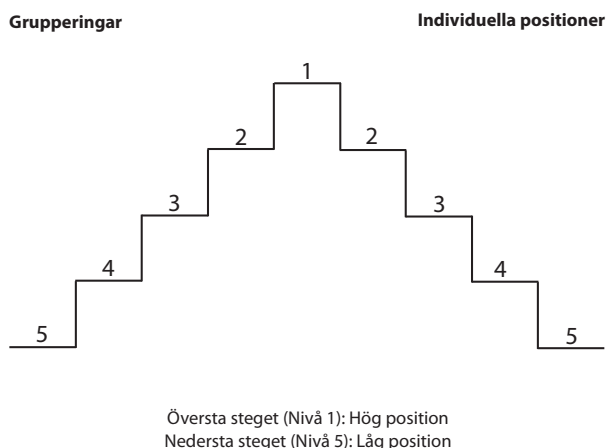 Grupperingar
Individuella positioner
1
2
2
3
3
4
4
5
5
Översta steget (Nivå 1): Hög position
Nedersta steget (Nivå 5): Låg position